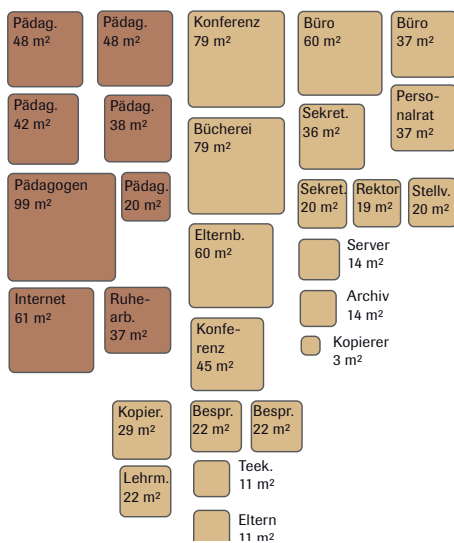 Pädag.
48 m²
Pädag.
48 m²
Konferenz
79 m²
Büro
60 m²
Büro
37 m²
Pädag.
42 m²
Pädag.
38 m²
Bücherei
79 m²
Sekret.
36 m²
Perso-
nalrat
37 m²
Pädagogen
99 m²
Pädag.
20 m²
Elternb.
60 m²
Sekret.
20 m²
Rektor
19 m²
Stellv.
20 m²
Server
14 m²
Archiv
14 m²
Kopierer
3 m²
Internet
61 m²
Ruhe-
arb.
37 m²
Konfe-
renz
45 m²
Kopier.
29 m²
Bespr.
22 m²
Bespr.
22 m²
Lehrm.
22 m²
Teek.
11 m²
Eltern
11 m²